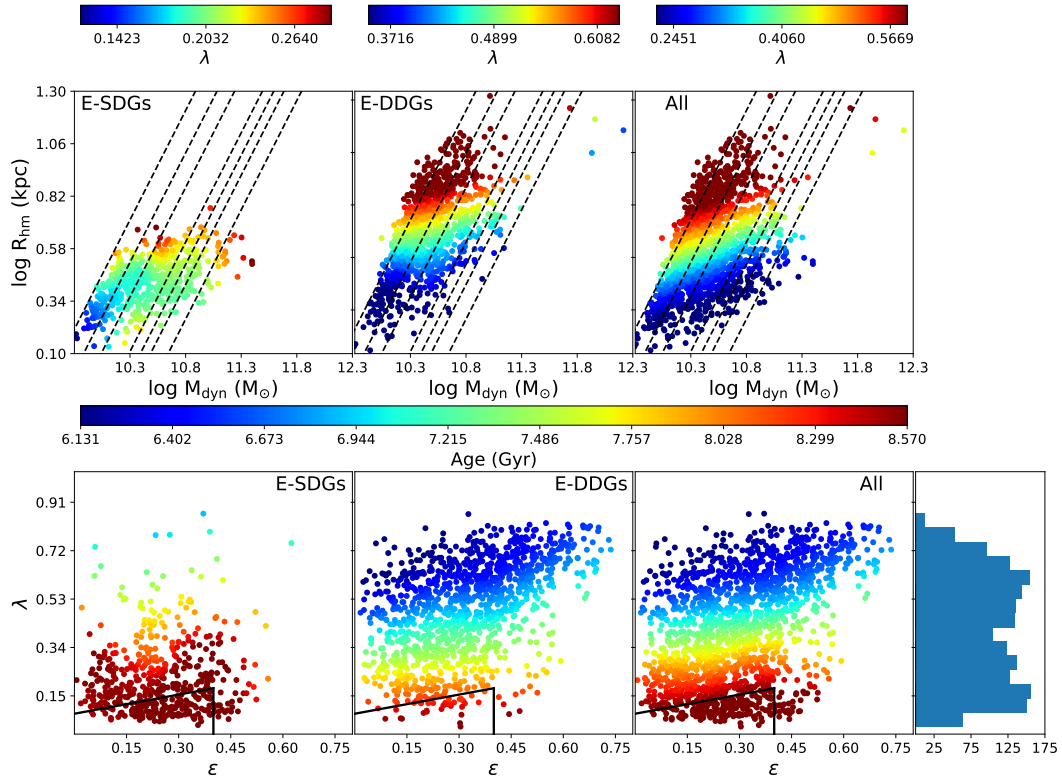 0.1423 0.2032 0.2640 0.3716 0.4899 0.6082 0.2451 0.4060 0.5669
λ λ λ
E-SDGs E-DDGs All
1.30
1.06
0.82
0.58
0.34
0.10
log R_hm (kpc)
10.3 10.8 11.3 11.8 10.3 10.8 11.3 11.8 12.3 10.3 10.8 11.3 11.8 12.3 12.3
log M_dyn (M_⊙) log M_dyn (M_⊙) log M_dyn (M_⊙)
6.131 6.402 6.673 6.944 7.215 7.486 7.757 8.028 8.299 8.570
Age (Gyr)
E-SDGs E-DDGs All
0.91
0.72
0.53
0.34
0.15
λ
0.15 0.30 0.45 0.60 0.75 0.15 0.30 0.45 0.60 0.75 0.15 0.30 0.45 0.60 0.75 25 75 125 175
ε ε ε